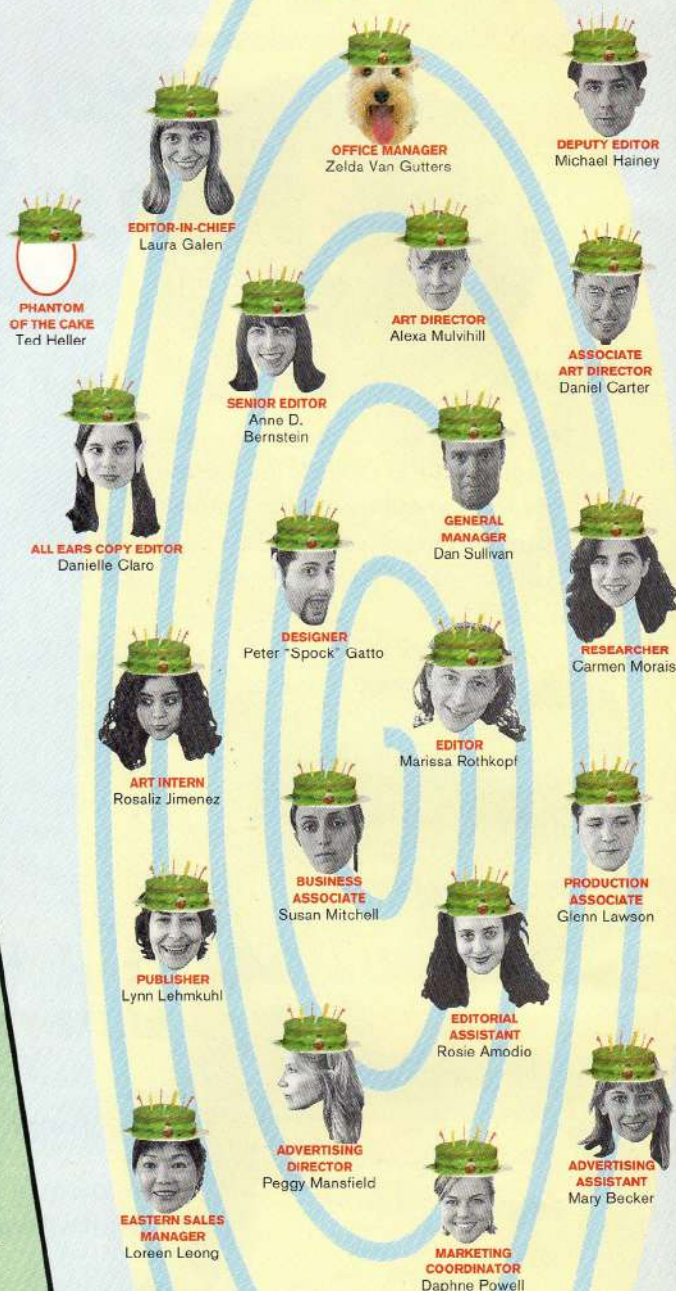 OFFICE MANAGER
Zelda Van Gutters
DEPUTY EDITOR
Michael Hainey
EDITOR-IN-CHIEF
Laura Galen
PHANTOM
OF THE CAKE
Ted Heller
ART DIRECTOR
Alexa Mulvihill
ASSOCIATE
ART DIRECTOR
Daniel Carter
SENIOR EDITOR
Anne D.
Bernstein
ALL EARS COPY EDITOR
Danielle Claro
GENERAL
MANAGER
Dan Sullivan
DESIGNER
Peter "Spock" Gatto
RESEARCHER
Carmen Morais
EDITOR
Marissa Rothkopf
ART INTERN
Rosaliz Jimenez
BUSINESS
ASSOCIATE
Susan Mitchell
PRODUCTION
ASSOCIATE
Glenn Lawson
PUBLISHER
Lynn Lehmkuhl
EDITORIAL
ASSISTANT
Rosie Amodio
ADVERTISING
DIRECTOR
Peggy Mansfield
ADVERTISING
ASSISTANT
Mary Becker
EASTERN SALES
MANAGER
Loreen Leong
MARKETING
COORDINATOR
Daphne Powell